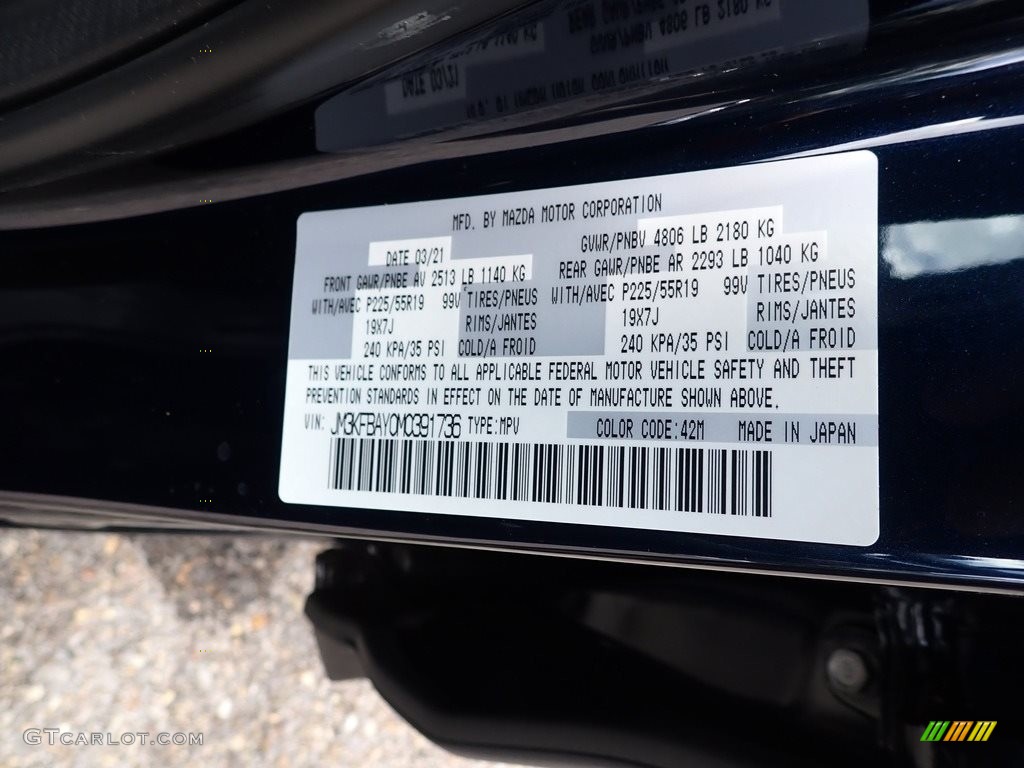 MFD. BY MAZDA MOTOR CORPORATION
DATE 03/21 GVWR/PNBV 4806 LB 2180 KG
FRONT GAWR/PNBE AV 2513 LB 1140 KG REAR GAWR/PNBE AR 2293 LB 1040 KG
WITH/AVEC P225/55R19 99V TIRES/PNEUS WITH/AVEC P225/55R19 99V TIRES/PNEUS
19X7J RIMS/JANTES 19X7J RIMS/JANTES
240 KPA/35 PSI COLD/A FROID 240 KPA/35 PSI COLD/A FROID
THIS VEHICLE CONFORMS TO ALL APPLICABLE FEDERAL MOTOR VEHICLE SAFETY AND THEFT
PREVENTION STANDARDS IN EFFECT ON THE DATE OF MANUFACTURE SHOWN ABOVE.
VIN: JM3KFBAY0M0391736 TYPE:MPV COLOR CODE:42M MADE IN JAPAN
GTCARLOT.COM